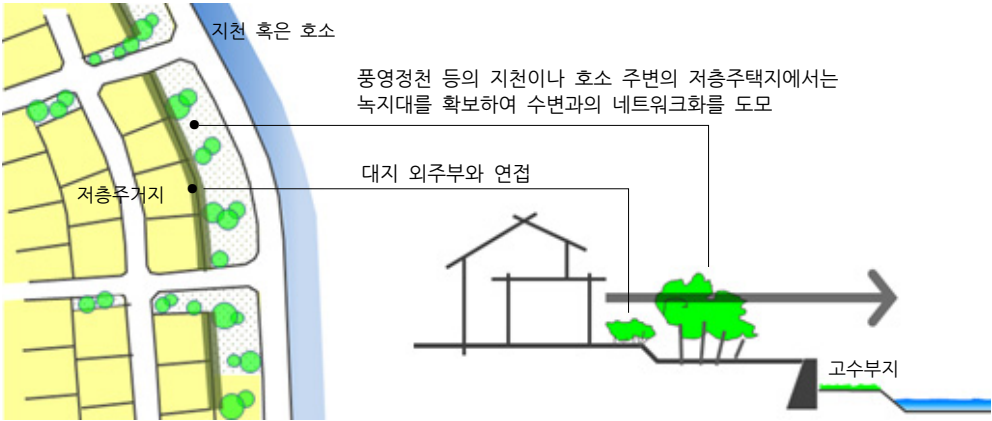 지천 혹은 호소
풍영정천 등의 지천이나 호소 주변의 저층주택지에서는
녹지대를 확보하여 수변과의 네트워크화를 도모
대지 외주부와 연접
저층주거지
고수부지